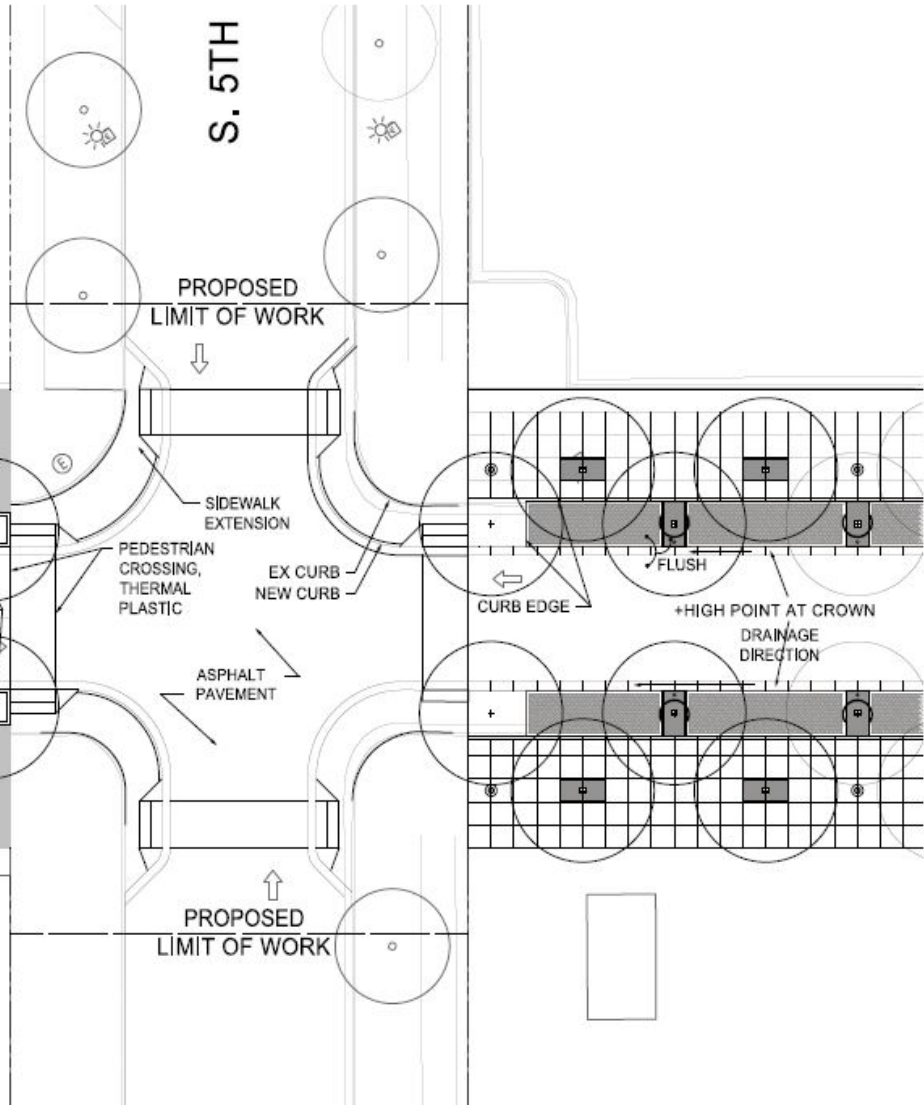 S. 5TH
PROPOSED
LIMIT OF WORK
E
SIDEWALK
EXTENSION
PEDESTRIAN
CROSSING,
THERMAL
PLASTIC
EX CURB
NEW CURB
FLUSH
CURB EDGE
+HIGH POINT AT CROWN
DRAINAGE
DIRECTION
ASPHALT
PAVEMENT
PROPOSED
LIMIT OF WORK